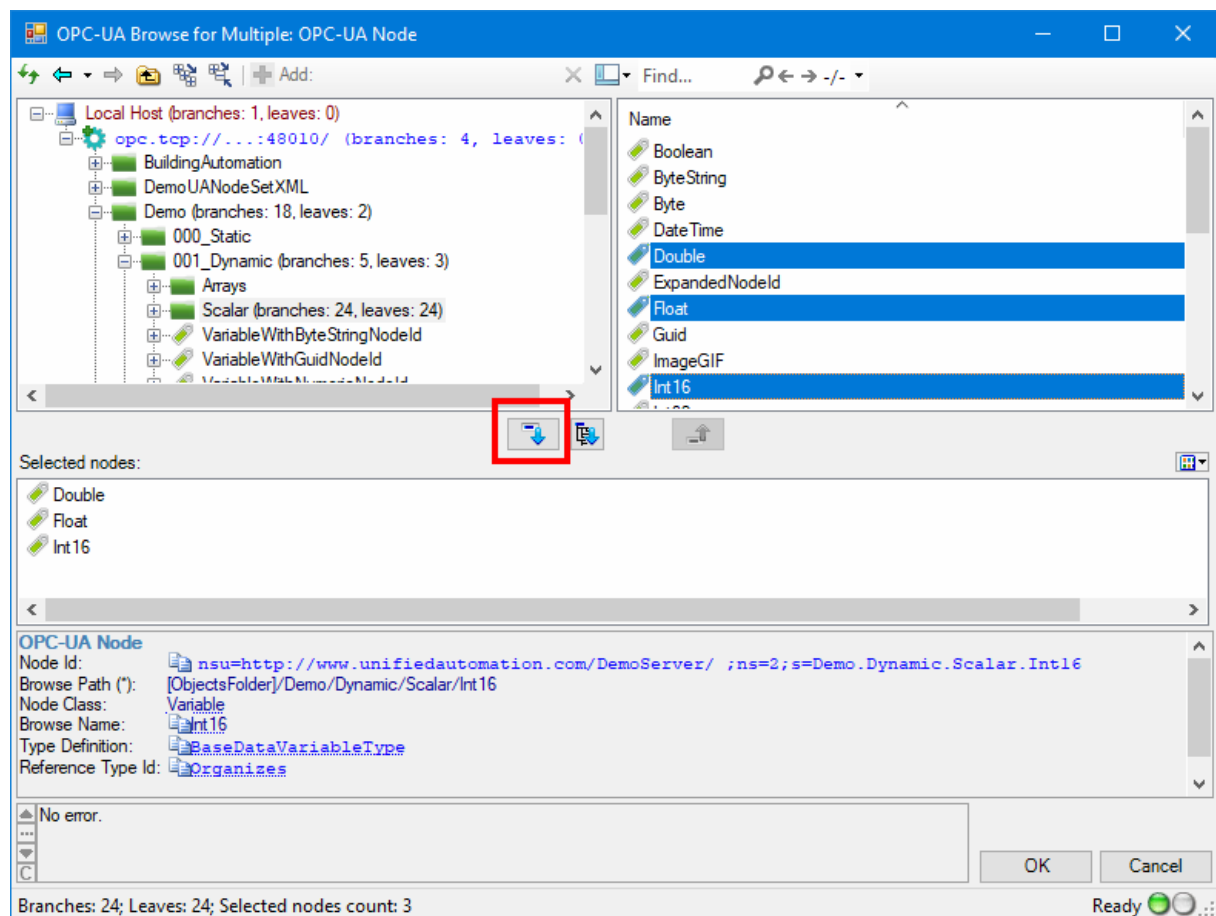 OPC-UA Browse for Multiple: OPC-UA Node
Add:
Find...
-/-
Local Host (branches: 1, leaves: 0)
opc.tcp://...:48010/ (branches: 4, leaves: (
BuildingAutomation
DemoUANodeSetXML
Demo (branches: 18, leaves: 2)
000_Static
001_Dynamic (branches: 5, leaves: 3)
Arrays
Scalar (branches: 24, leaves: 24)
VariableWithByteStringNodeId
VariableWithGuidNodeId
Name
Boolean
ByteString
Byte
DateTime
Double
ExpandedNodeId
Float
Guid
ImageGIF
Int16
Selected nodes:
Double
Float
Int16
OPC-UA Node
Node Id: nsu=http://www.unifiedautomation.com/DemoServer/ ;ns=2;s=Demo.Dynamic.Scalar.Int16
Browse Path (*): [ObjectsFolder]/Demo/Dynamic/Scalar/Int16
Node Class: Variable
Browse Name: Int16
Type Definition: BaseDataVariableType
Reference Type Id: Organizes
No error.
C
OK
Cancel
Branches: 24; Leaves: 24; Selected nodes count: 3
Ready